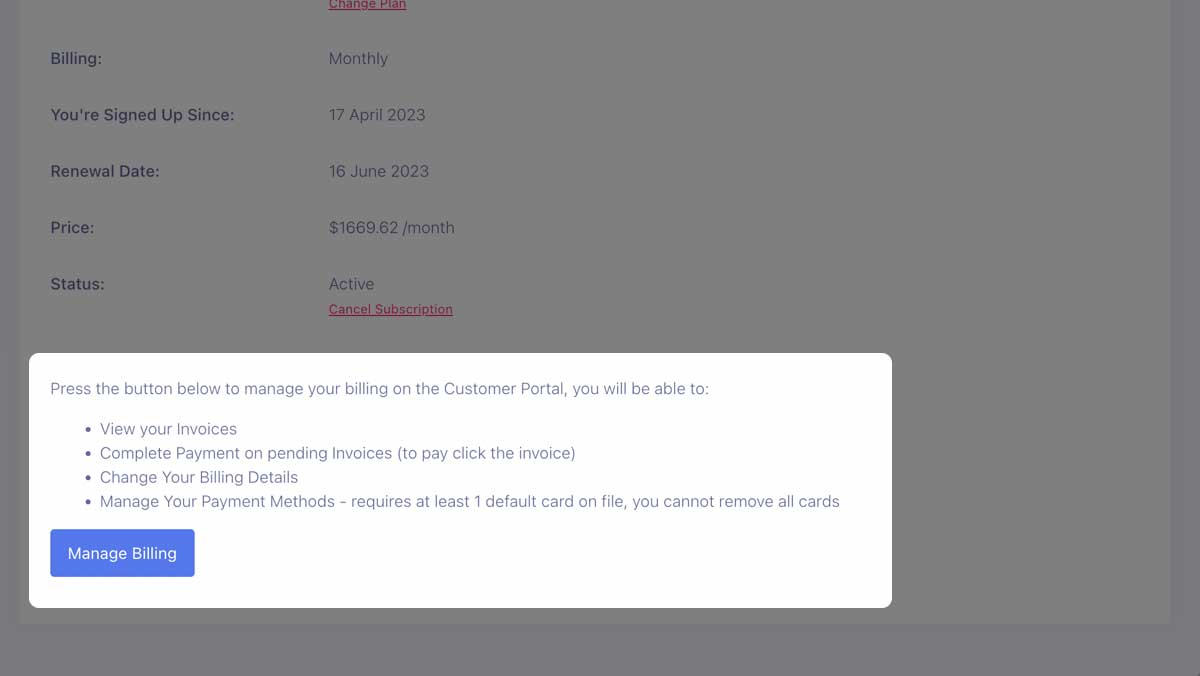 Change Plan
Billing: Monthly
You're Signed Up Since: 17 April 2023
Renewal Date: 16 June 2023
Price: $1669.62 /month
Status: Active
Cancel Subscription
Press the button below to manage your billing on the Customer Portal, you will be able to:
• View your Invoices
• Complete Payment on pending Invoices (to pay click the invoice)
• Change Your Billing Details
• Manage Your Payment Methods - requires at least 1 default card on file, you cannot remove all cards
Manage Billing